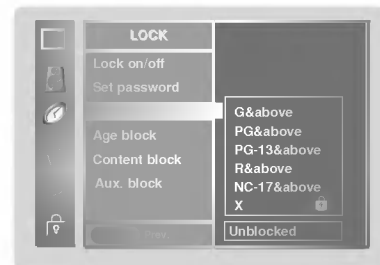 LOCK
Lock on/off
Set password
Age block
Content block
Aux. block
G&above
PG&above
PG-13&above
R&above
NC-17&above
X
Prev.
Unblocked